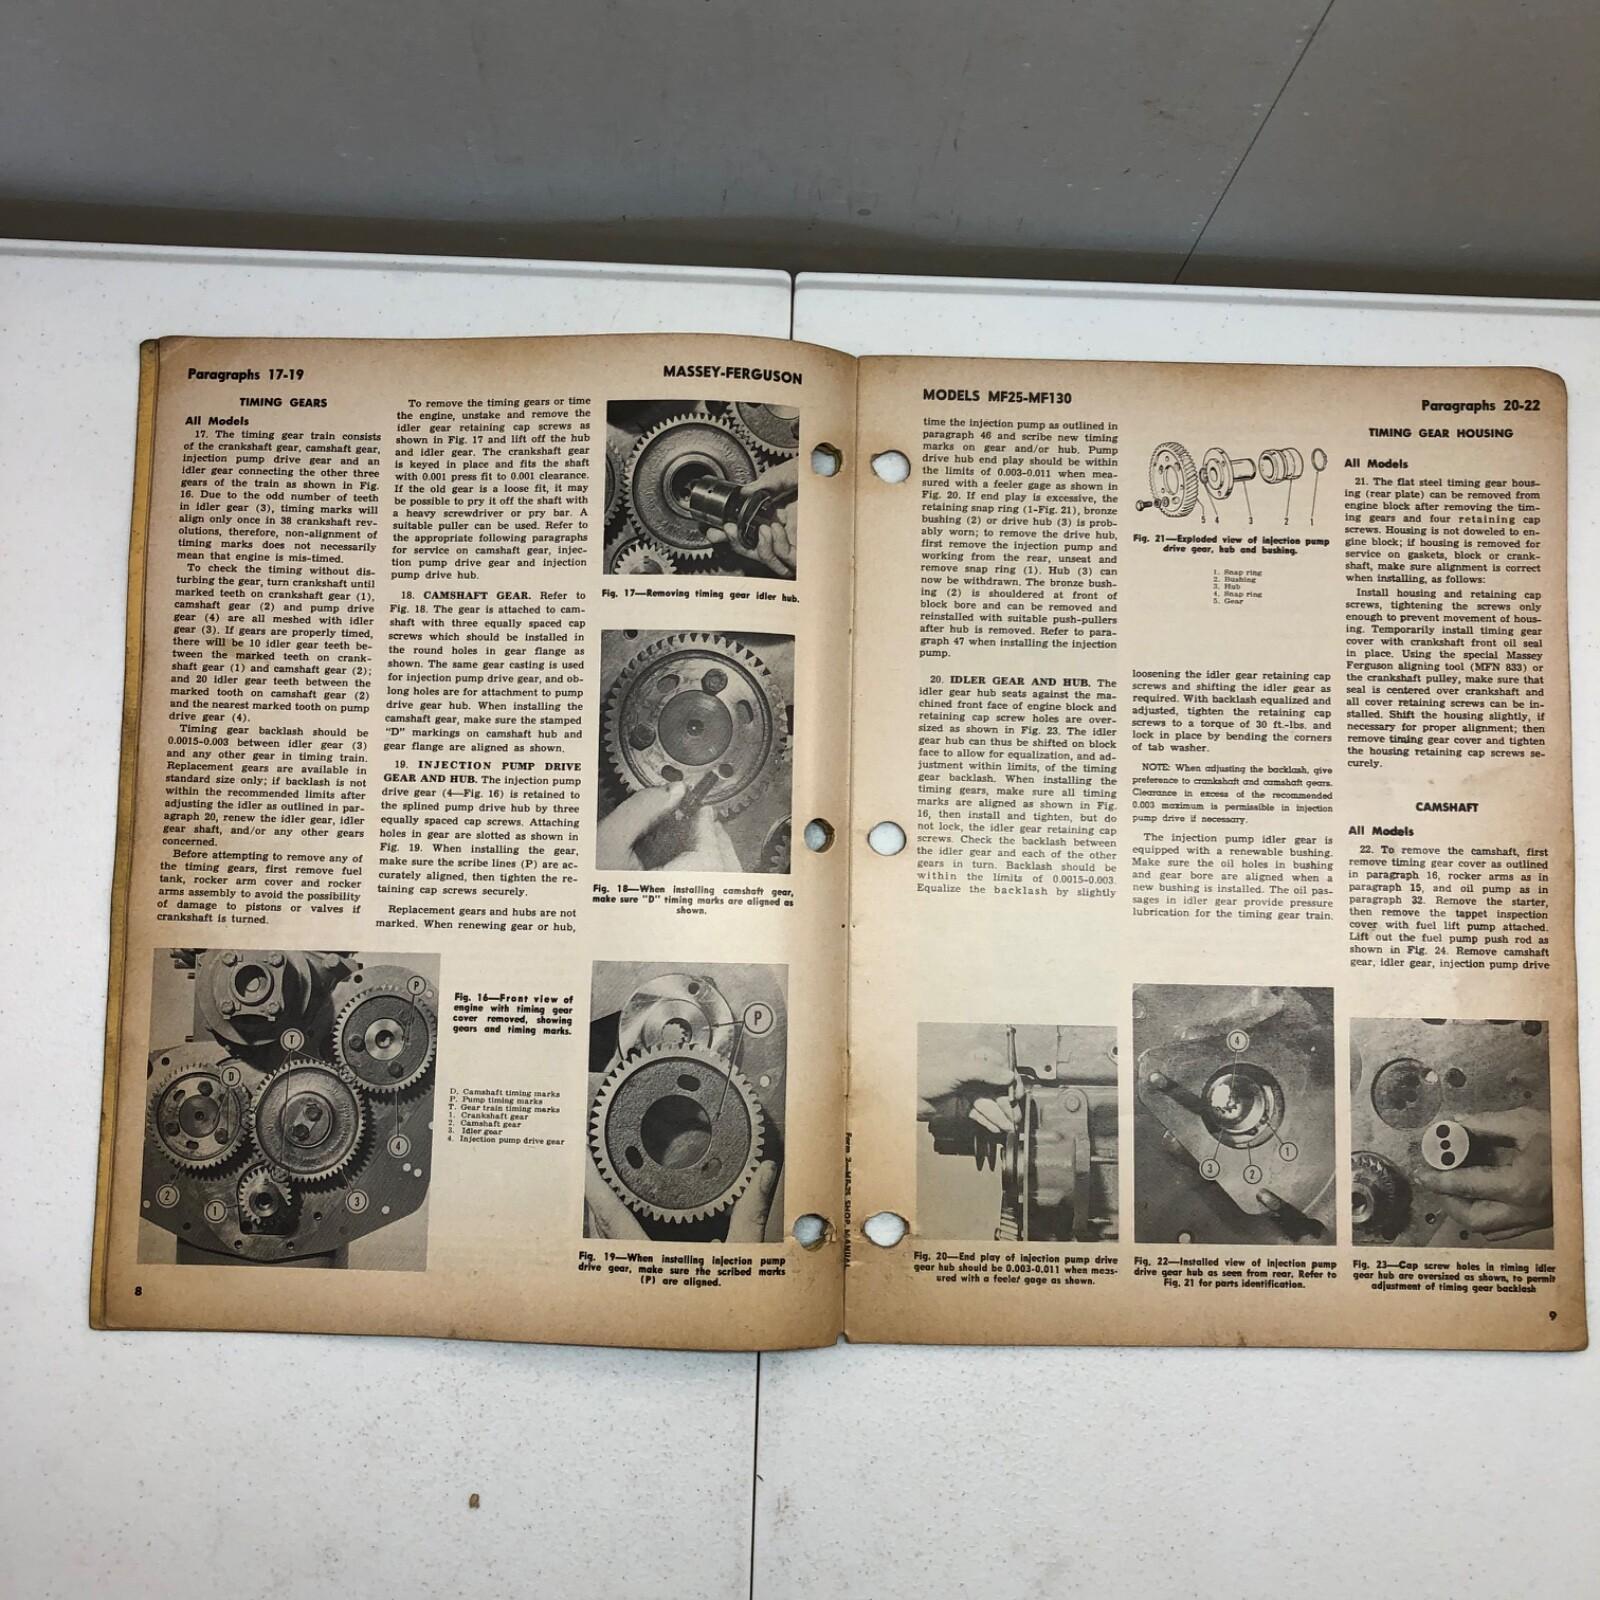 Paragraphs 17-19
MASSEY-FERGUSON
TIMING GEARS
All Models
17. The timing gear train consists
of the crankshaft gear, camshaft gear,
injection pump drive gear and an
idler gear connecting the other three
gears of the train as shown in Fig.
16. Due to the odd number of teeth
in idler gear (3), timing marks will
align only once in 38 crankshaft rev-
olutions, therefore, non-alignment of
timing marks does not necessarily
mean that engine is mis-timed.
To check the timing without dis-
turbing the gear, turn crankshaft until
marked teeth on crankshaft gear (1),
camshaft gear (2) and pump drive
gear (4) are all meshed with idler
gear (3). If gears are properly timed,
there will be 10 idler gear teeth be-
tween the marked teeth on crank-
shaft gear (1) and camshaft gear (2);
and 20 idler gear teeth between the
marked tooth on camshaft gear (2)
and the nearest marked tooth on pump
drive gear (4).
Timing gear backlash should be
0.0015-0.003 between idler gear (3)
and any other gear in timing train.
Replacement gears are available in
standard size only; if backlash is not
within the recommended limits after
adjusting the idler as outlined in par-
agraph 20, renew the idler gear, idler
gear shaft, and/or any other gears
concerned.
Before attempting to remove any of
the timing gears, first remove fuel
tank, rocker arm cover and rocker
arms assembly to avoid the possibility
of damage to pistons or valves if
crankshaft is turned.
To remove the timing gears or time
the engine, unstake and remove the
idler gear retaining cap screws as
shown in Fig. 17 and lift off the hub
and idler gear. The crankshaft gear
is keyed in place and fits the shaft
with 0.001 press fit to 0.001 clearance.
If the old gear is a loose fit, it may
be possible to pry it off the shaft with
a heavy screwdriver or pry bar. A
suitable puller can be used. Refer to
the appropriate following paragraphs
for service on camshaft gear, injec-
tion pump drive gear and injection
pump drive hub.
18. CAMSHAFT GEAR. Refer to
Fig. 18. The gear is attached to cam-
shaft with three equally spaced cap
screws which should be installed in
the round holes in gear flange as
shown. The same gear casting is used
for injection pump drive gear, and ob-
long holes are for attachment to pump
drive gear hub. When installing the
camshaft gear, make sure the stamped
"D" markings on camshaft hub and
gear flange are aligned as shown.
19. INJECTION PUMP DRIVE
GEAR AND HUB. The injection pump
drive gear (4—Fig. 16) is retained to
the splined pump drive hub by three
equally spaced cap screws. Attaching
holes in gear are slotted as shown in
Fig. 19. When installing the gear,
make sure the scribe lines (P) are ac-
curately aligned, then tighten the re-
taining cap screws securely.
Replacement gears and hubs are not
marked. When renewing gear or hub,
Fig. 17—Removing timing gear idler hub.
Fig. 18—When installing camshaft gear,
make sure "D" timing marks are aligned as
shown.
P
T
D
4
3
2
1
Fig. 16—Front view of
engine with timing gear
cover removed, showing
gears and timing marks.
D. Camshaft timing marks
P. Pump timing marks
T. Gear train timing marks
1. Crankshaft gear
2. Camshaft gear
3. Idler gear
4. Injection pump drive gear
P
Fig. 19—When installing injection pump
drive gear, make sure the scribed marks
(P) are aligned.
8
MODELS MF25-MF130
Paragraphs 20-22
time the injection pump as outlined in
paragraph 46 and scribe new timing
marks on gear and/or hub. Pump
drive hub end play should be within
the limits of 0.003-0.011 when mea-
sured with a feeler gage as shown in
Fig. 20. If end play is excessive, the
retaining snap ring (1-Fig. 21), bronze
bushing (2) or drive hub (3) is prob-
ably worn; to remove the drive hub,
first remove the injection pump and
working from the rear, unseat and
remove snap ring (1). Hub (3) can
now be withdrawn. The bronze bush-
ing (2) is shouldered at front of
block bore and can be removed and
reinstalled with suitable push-pullers
after hub is removed. Refer to para-
graph 47 when installing the injection
pump.
20. IDLER GEAR AND HUB. The
idler gear hub seats against the ma-
chined front face of engine block and
retaining cap screw holes are over-
sized as shown in Fig. 23. The idler
gear hub can thus be shifted on block
face to allow for equalization, and ad-
justment within limits, of the timing
gear backlash. When installing the
timing gears, make sure all timing
marks are aligned as shown in Fig.
16, then install and tighten, but do
not lock, the idler gear retaining cap
screws. Check the backlash between
the idler gear and each of the other
gears in turn. Backlash should be
within the limits of 0.0015-0.003.
Equalize the backlash by slightly
5 4 3 2 1
Fig. 21—Exploded view of injection pump
drive gear, hub and bushing.
1. Snap ring
2. Bushing
3. Hub
4. Snap ring
5. Gear
loosening the idler gear retaining cap
screws and shifting the idler gear as
required. With backlash equalized and
adjusted, tighten the retaining cap
screws to a torque of 30 ft.-lbs. and
lock in place by bending the corners
of tab washer.
NOTE: When adjusting the backlash, give
preference to crankshaft and camshaft gears.
Clearance in excess of the recommended
0.003 maximum is permissible in injection
pump drive if necessary.
The injection pump idler gear is
equipped with a renewable bushing.
Make sure the oil holes in bushing
and gear bore are aligned when a
new bushing is installed. The oil pas-
sages in idler gear provide pressure
lubrication for the timing gear train.
TIMING GEAR HOUSING
All Models
21. The flat steel timing gear hous-
ing (rear plate) can be removed from
engine block after removing the tim-
ing gears and four retaining cap
screws. Housing is not doweled to en-
gine block; if housing is removed for
service on gaskets, block or crank-
shaft, make sure alignment is correct
when installing, as follows:
Install housing and retaining cap
screws, tightening the screws only
enough to prevent movement of hous-
ing. Temporarily install timing gear
cover with crankshaft front oil seal
in place. Using the special Massey
Ferguson aligning tool (MFN 833) or
the crankshaft pulley, make sure that
seal is centered over crankshaft and
all cover retaining screws can be in-
stalled. Shift the housing slightly, if
necessary for proper alignment; then
remove timing gear cover and tighten
the housing retaining cap screws se-
curely.
CAMSHAFT
All Models
22. To remove the camshaft, first
remove timing gear cover as outlined
in paragraph 16, rocker arms as in
paragraph 15, and oil pump as in
paragraph 32. Remove the starter,
then remove the tappet inspection
cover with fuel lift pump attached.
Lift out the fuel pump push rod as
shown in Fig. 24. Remove camshaft
gear, idler gear, injection pump drive
Fig. 20—End play of injection pump drive
gear hub should be 0.003-0.011 when meas-
ured with a feeler gage as shown.
4
1
2
3
Fig. 22—Installed view of injection pump
drive gear hub as seen from rear. Refer to
Fig. 21 for parts identification.
Fig. 23—Cap screw holes in timing idler
gear hub are oversized as shown, to permit
adjustment of timing gear backlash
9
SHOP MANUAL